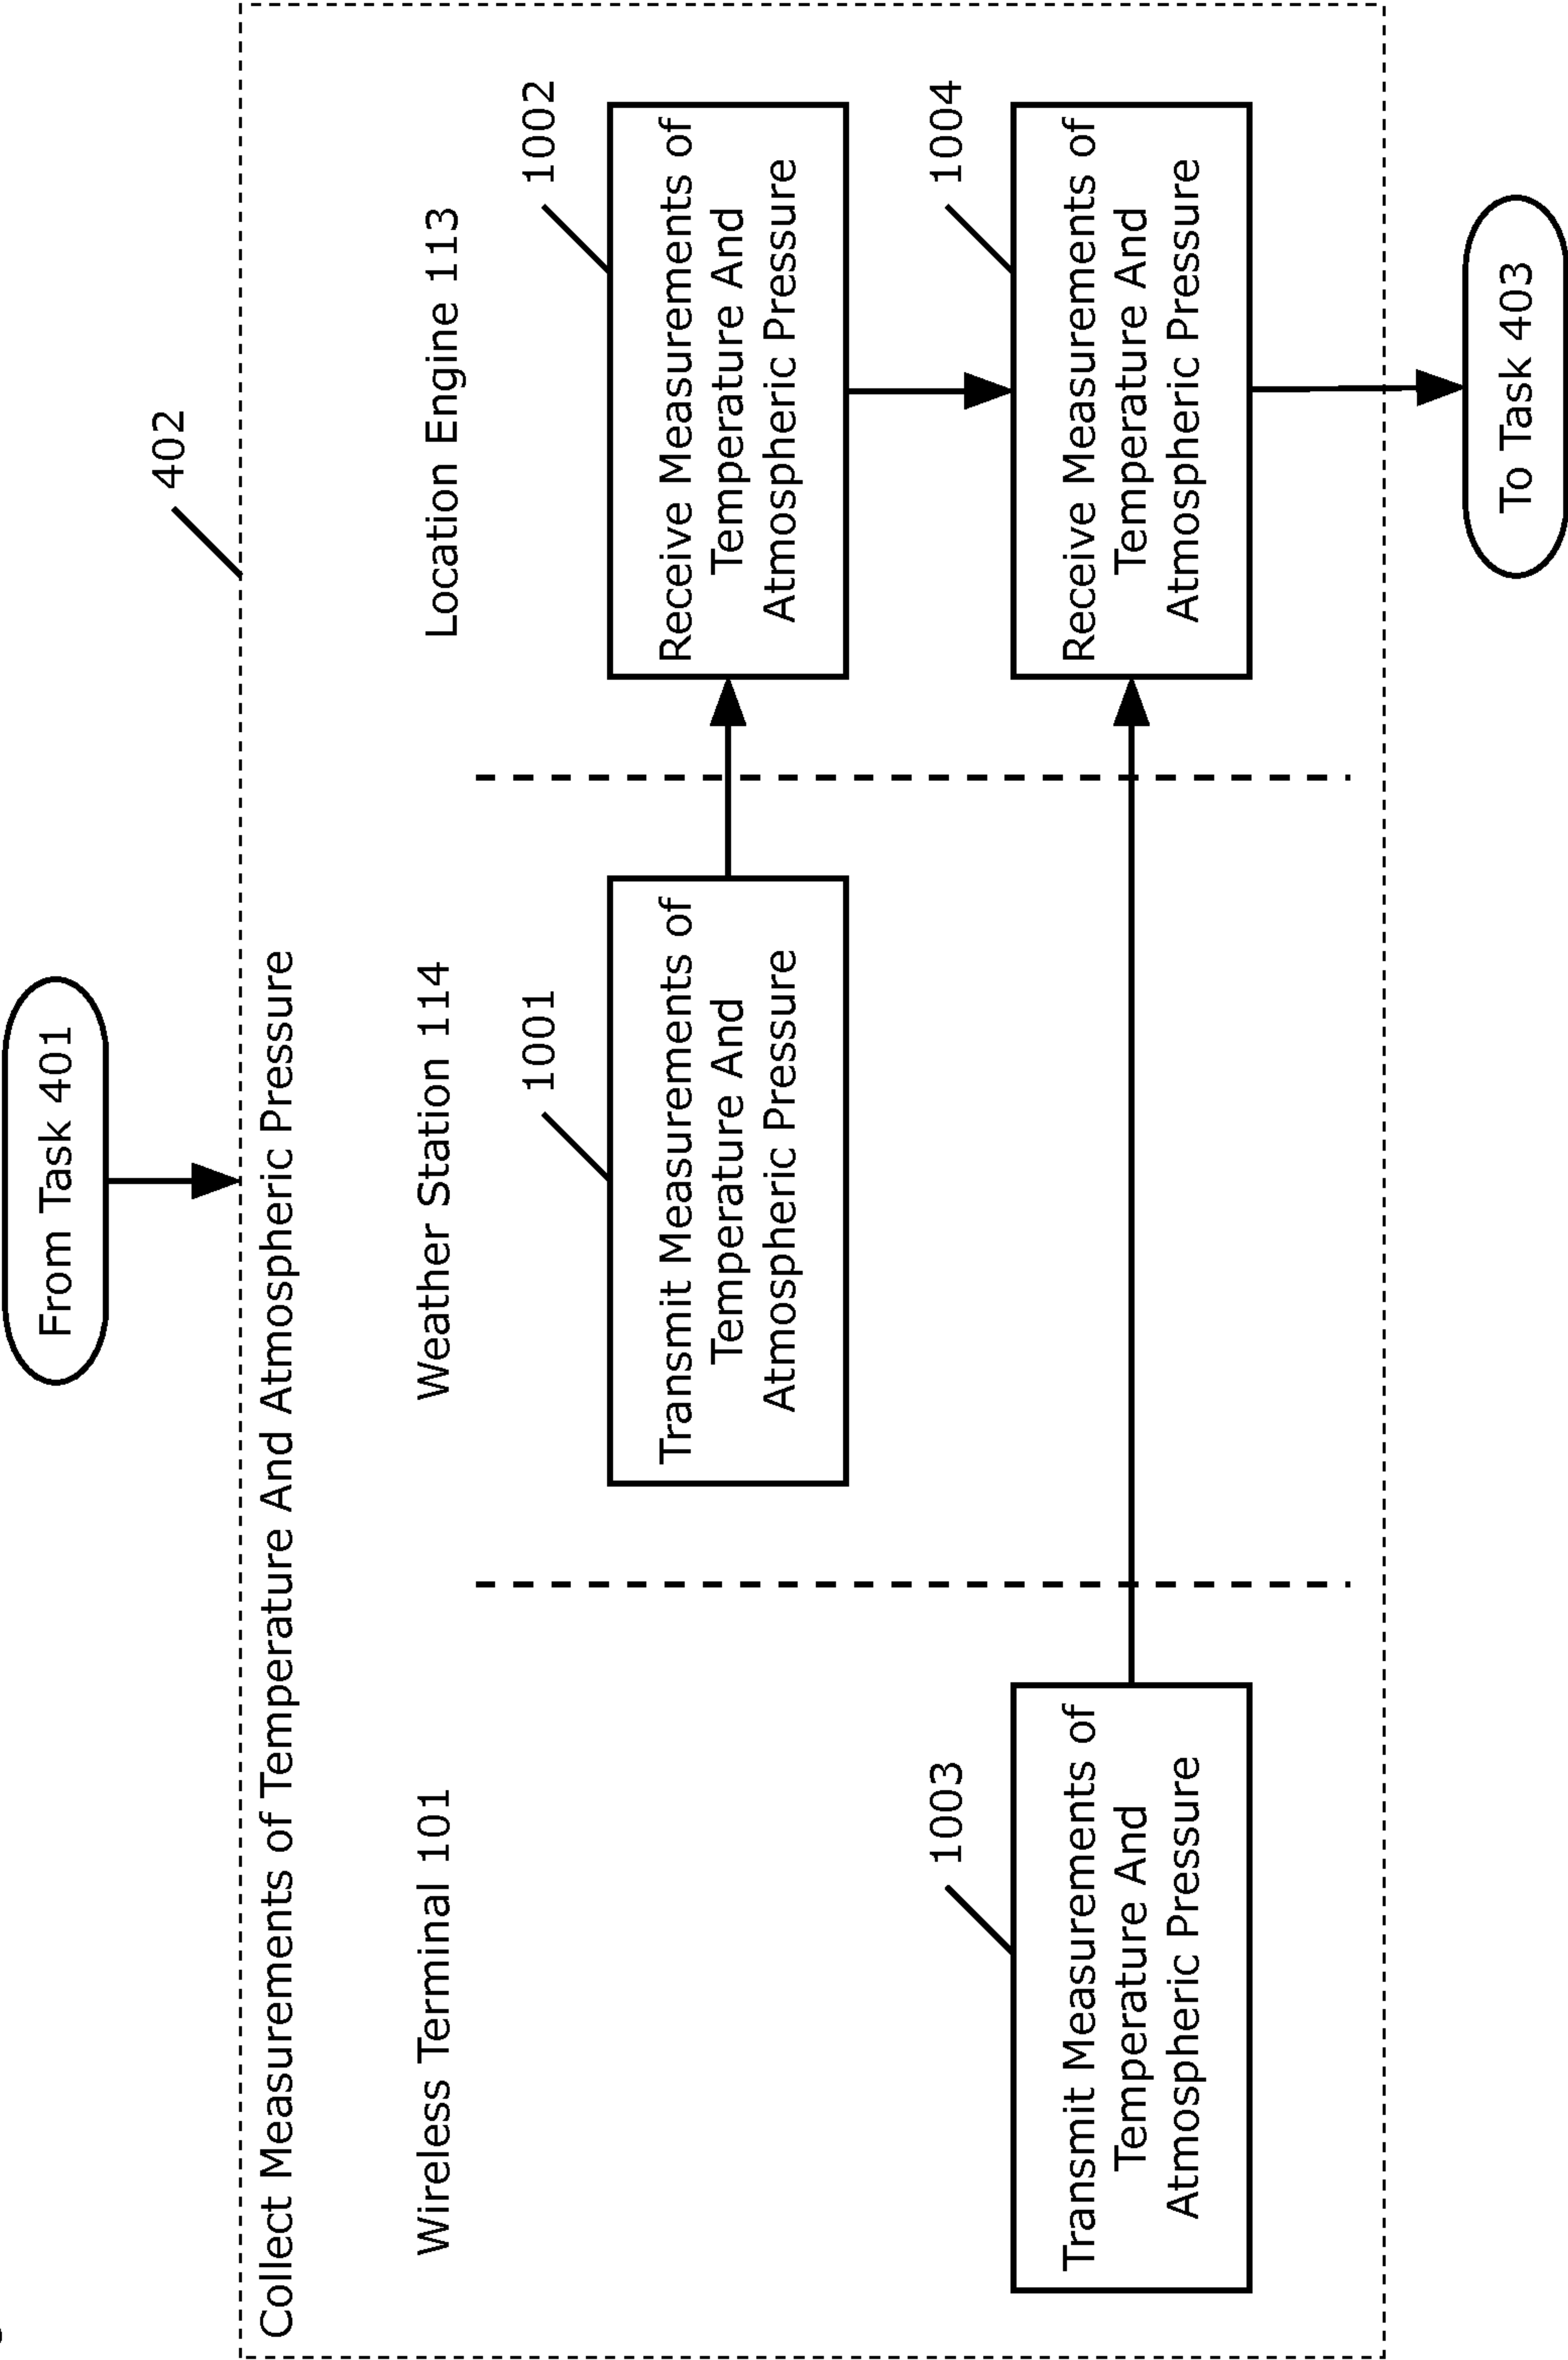 From Task 401
402
Collect Measurements of Temperature And Atmospheric Pressure
Wireless Terminal 101
Weather Station 114
Location Engine 113
1001
Transmit Measurements of
Temperature And
Atmospheric Pressure
1002
Receive Measurements of
Temperature And
Atmospheric Pressure
1003
Transmit Measurements of
Temperature And
Atmospheric Pressure
1004
Receive Measurements of
Temperature And
Atmospheric Pressure
To Task 403